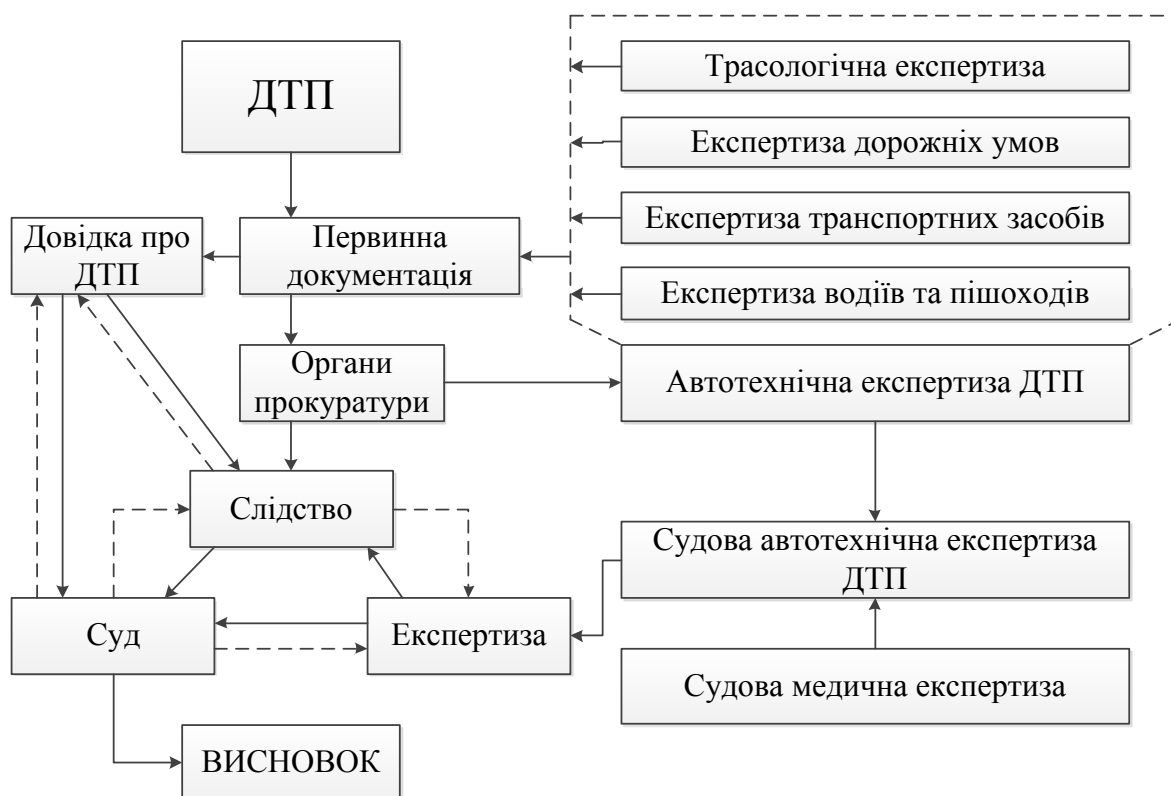 ДТП
Трасологічна експертиза
Експертиза дорожніх умов
Експертиза транспортних засобів
Експертиза водіїв та пішоходів
Довідка про
ДТП
Первинна
документація
Органи
прокуратури
Автотехнічна експертиза ДТП
Слідство
Судова автотехнічна експертиза
ДТП
Суд
Експертиза
Судова медична експертиза
ВИСНОВОК